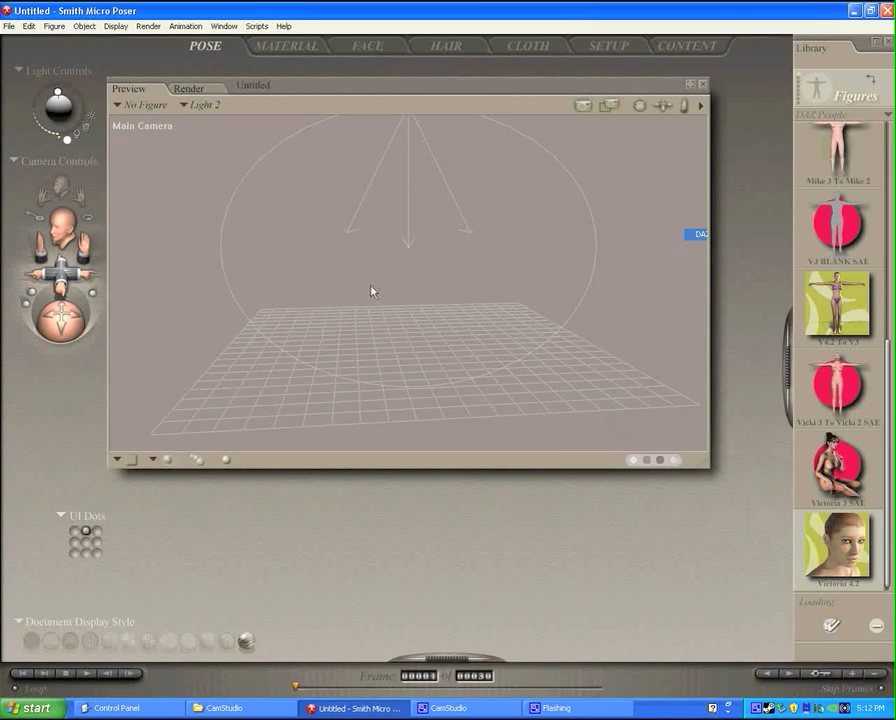 Untitled - Smith Micro Poser
File Edit Figure Object Display Render Animation Window Scripts Help
POSE MATERIAL FACE HAIR CLOTH SETUP CONTENT
Library
Light Controls
Preview Render Untitled
Figures
No Figure Light 2
DAZ People
Main Camera
Camera Controls
Mike 3 To Mike 2
DAZ
V3 BLANK SAE
V4.2 To V3
Vicki 3 To Vicki 2 SAE
Victoria 3 SAE
UI Dots
Victoria 4.2
Loading
Document Display Style
Frame 00001 of 00030
Loop
Skip Frames
start Control Panel CamStudio Untitled - Smith Micro ... CamStudio Flashing 5:12 PM